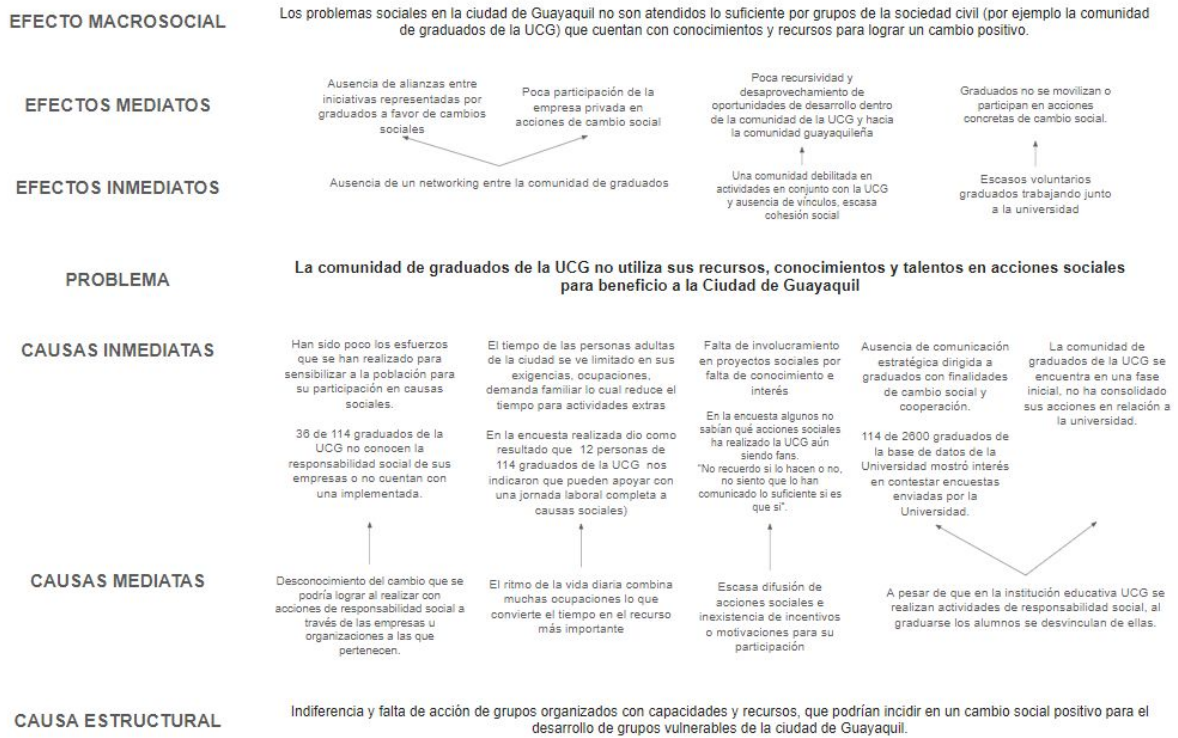 EFECTO MACROSOCIAL
Los problemas sociales en la ciudad de Guayaquil no son atendidos lo suficiente por grupos de la sociedad civil (por ejemplo la comunidad
de graduados de la UCG) que cuentan con conocimientos y recursos para lograr un cambio positivo.
EFECTOS MEDIATOS
Ausencia de alianzas entre
iniciativas representadas por
graduados a favor de cambios
sociales
Poca participación de la
empresa privada en
acciones de cambio social
Poca recursividad y
desaprovechamiento de
oportunidades de desarrollo dentro
de la comunidad de la UCG y hacia
la comunidad guayaquileña
Graduados no se movilizan o
participan en acciones
concretas de cambio social.
EFECTOS INMEDIATOS
Ausencia de un networking entre la comunidad de graduados
Una comunidad debilitada en
actividades en conjunto con la UCG
y ausencia de vínculos, escasa
cohesión social
Escasos voluntarios
graduados trabajando junto
a la universidad
PROBLEMA
La comunidad de graduados de la UCG no utiliza sus recursos, conocimientos y talentos en acciones sociales
para beneficio a la Ciudad de Guayaquil
CAUSAS INMEDIATAS
Han sido poco los esfuerzos
que se han realizado para
sensibilizar a la población para
su participación en causas
sociales.
36 de 114 graduados de la
UCG no conocen la
responsabilidad social de sus
empresas o no cuentan con
una implementada.
El tiempo de las personas adultas
de la ciudad se ve limitado en sus
exigencias, ocupaciones,
demanda familiar lo cual reduce el
tiempo para actividades extras
En la encuesta realizada dio como
resultado que 12 personas de
114 graduados de la UCG nos
indicaron que pueden apoyar con
una jornada laboral completa a
causas sociales)
Falta de involucramiento
en proyectos sociales por
falta de conocimiento e
interés
En la encuesta algunos no
sabían qué acciones sociales
ha realizado la UCG aún
siendo fans.
"No recuerdo si lo hacen o no,
no siento que lo han
comunicado lo suficiente si es
que si".
Ausencia de comunicación
estratégica dirigida a
graduados con finalidades
de cambio social y
cooperación.
114 de 2600 graduados de
la base de datos de la
Universidad mostró interés
en contestar encuestas
enviadas por la
Universidad.
La comunidad de
graduados de la UCG se
encuentra en una fase
inicial, no ha consolidado
sus acciones en relación a
la universidad.
CAUSAS MEDIATAS
Desconocimiento del cambio que se
podría lograr al realizar con
acciones de responsabilidad social a
través de las empresas u
organizaciones a las que
pertenecen.
El ritmo de la vida diaria combina
muchas ocupaciones lo que
convierte el tiempo en el recurso
más importante
Escasa difusión de
acciones sociales e
inexistencia de incentivos
o motivaciones para su
participación
A pesar de que en la institución educativa UCG se
realizan actividades de responsabilidad social, al
graduarse los alumnos se desvinculan de ellas.
CAUSA ESTRUCTURAL
Indiferencia y falta de acción de grupos organizados con capacidades y recursos, que podrían incidir en un cambio social positivo para el
desarrollo de grupos vulnerables de la ciudad de Guayaquil.